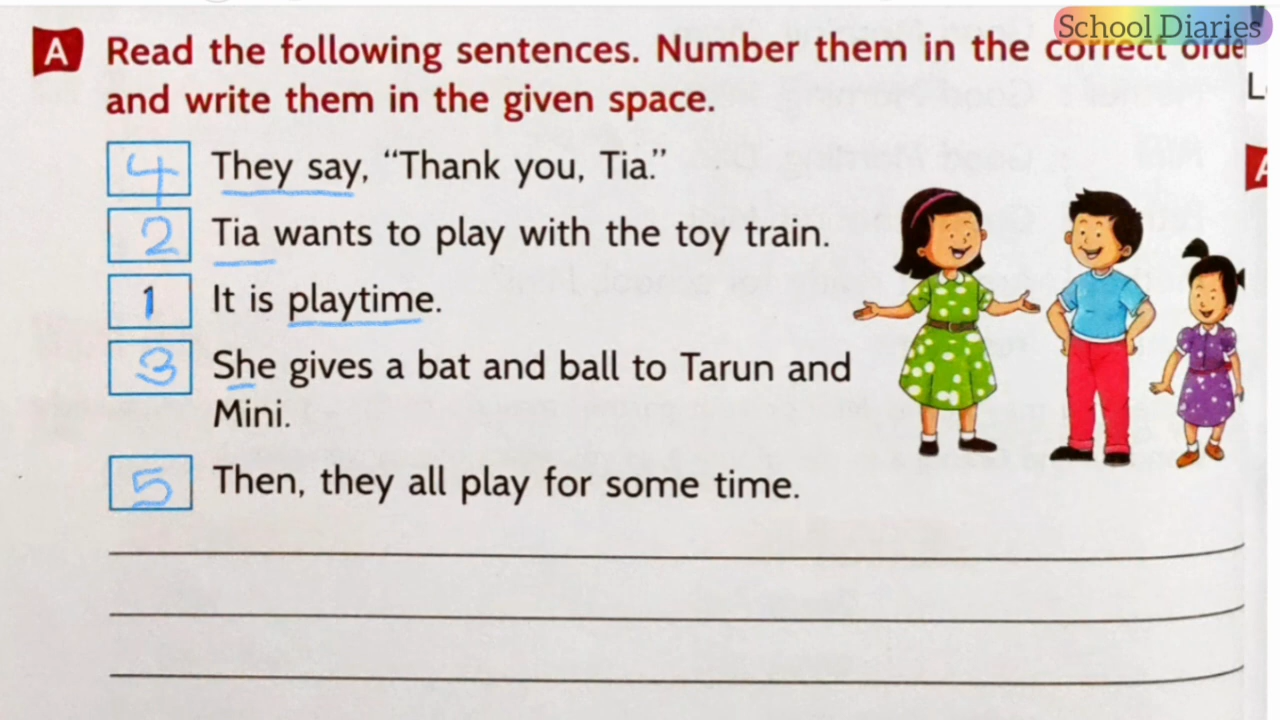 School Diaries
A Read the following sentences. Number them in the correct orde
and write them in the given space.
4 They say, “Thank you, Tia.”
2 Tia wants to play with the toy train.
1 It is playtime.
3 She gives a bat and ball to Tarun and
Mini.
5 Then, they all play for some time.